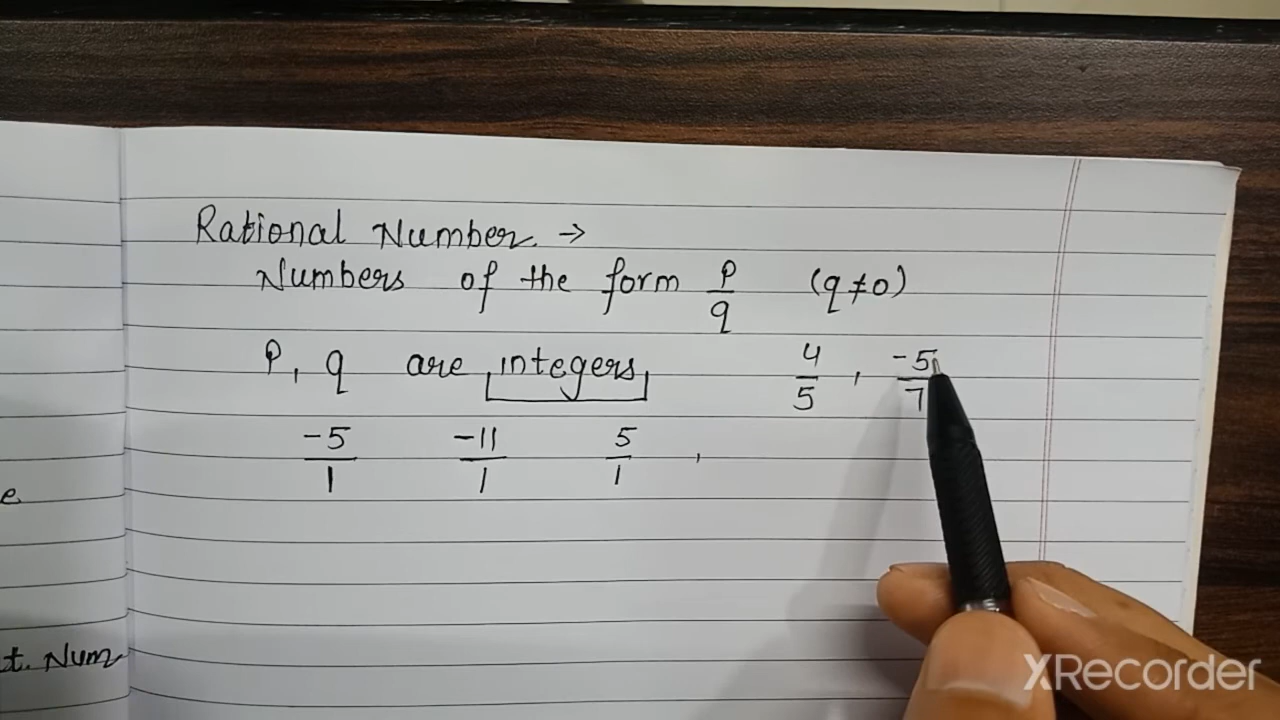 Rational Number →
Numbers of the form p/q (q≠0)
P, q are integers, 4/5 , -5/7
-5/1 -11/1 5/1 ,
e
t. Num
XRecorder